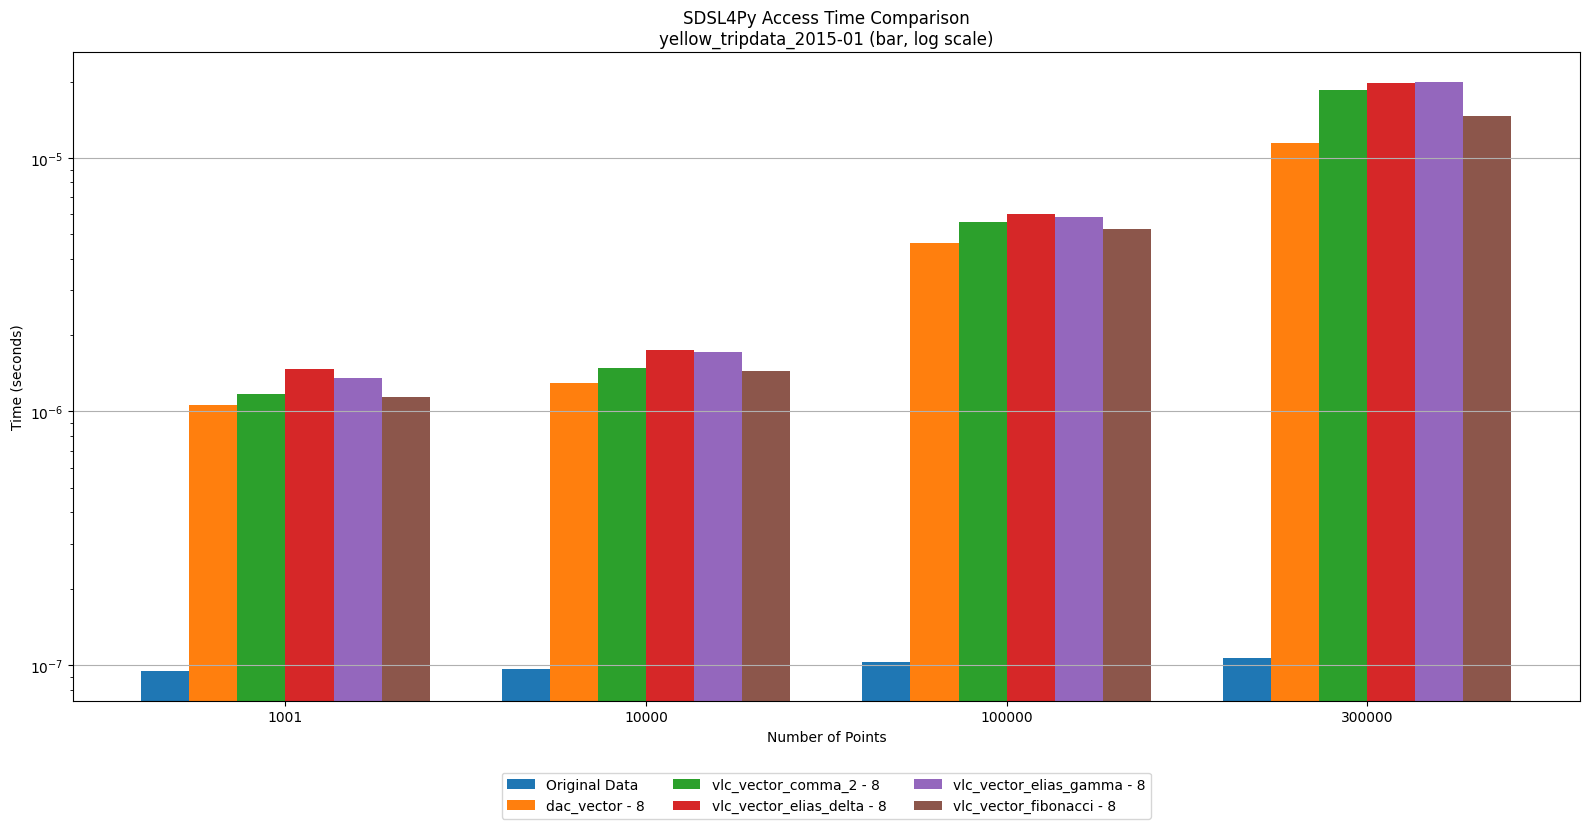 SDSL4Py Access Time Comparison
yellow_tripdata_2015-01 (bar, log scale)
Time (seconds)
10⁻⁵
10⁻⁶
10⁻⁷
1001
10000
100000
300000
Number of Points
Original Data
dac_vector - 8
vlc_vector_comma_2 - 8
vlc_vector_elias_delta - 8
vlc_vector_elias_gamma - 8
vlc_vector_fibonacci - 8